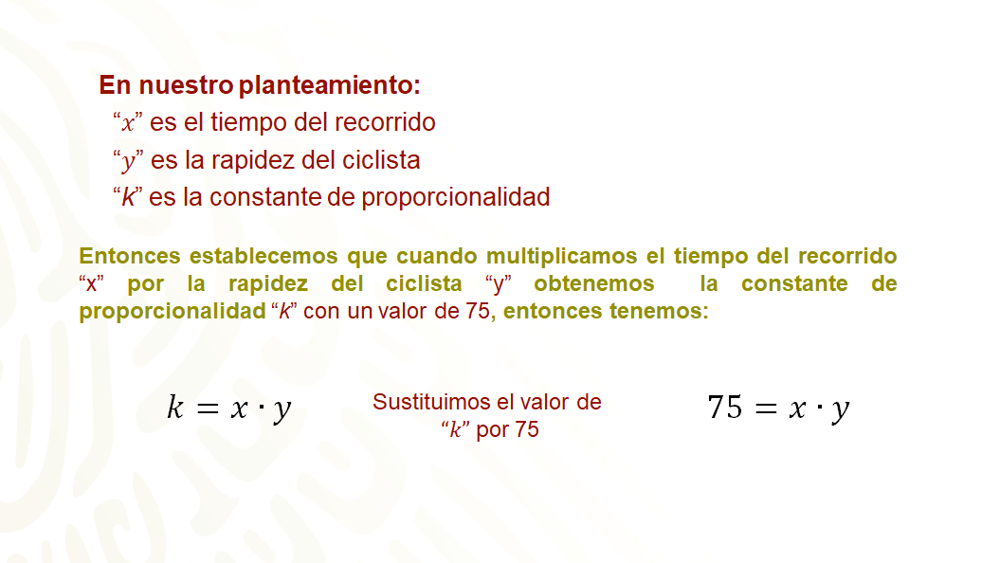 En nuestro planteamiento:
“x” es el tiempo del recorrido
“y” es la rapidez del ciclista
“k” es la constante de proporcionalidad
Entonces establecemos que cuando multiplicamos el tiempo del recorrido
“x” por la rapidez del ciclista “y” obtenemos la constante de
proporcionalidad “k” con un valor de 75, entonces tenemos:
k = x · y
Sustituimos el valor de
“k” por 75
75 = x · y